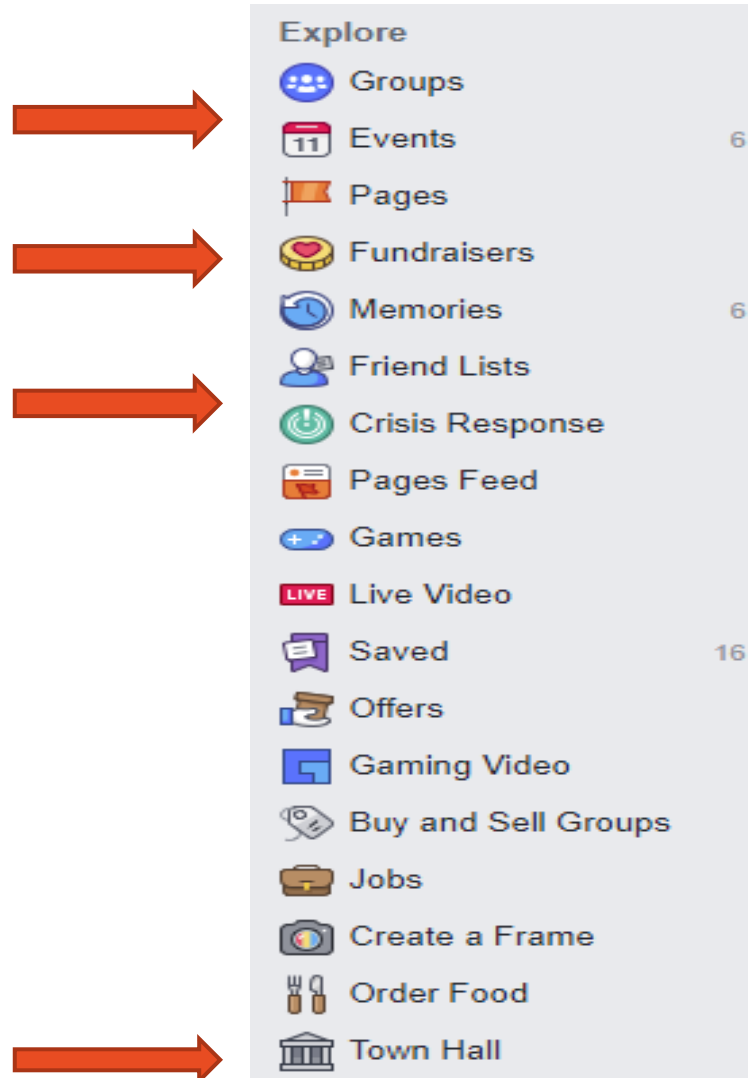 Explore
Groups
11 Events 6
Pages
Fundraisers
Memories 6
Friend Lists
Crisis Response
Pages Feed
Games
LIVE Live Video
Saved 16
Offers
Gaming Video
Buy and Sell Groups
Jobs
Create a Frame
Order Food
Town Hall